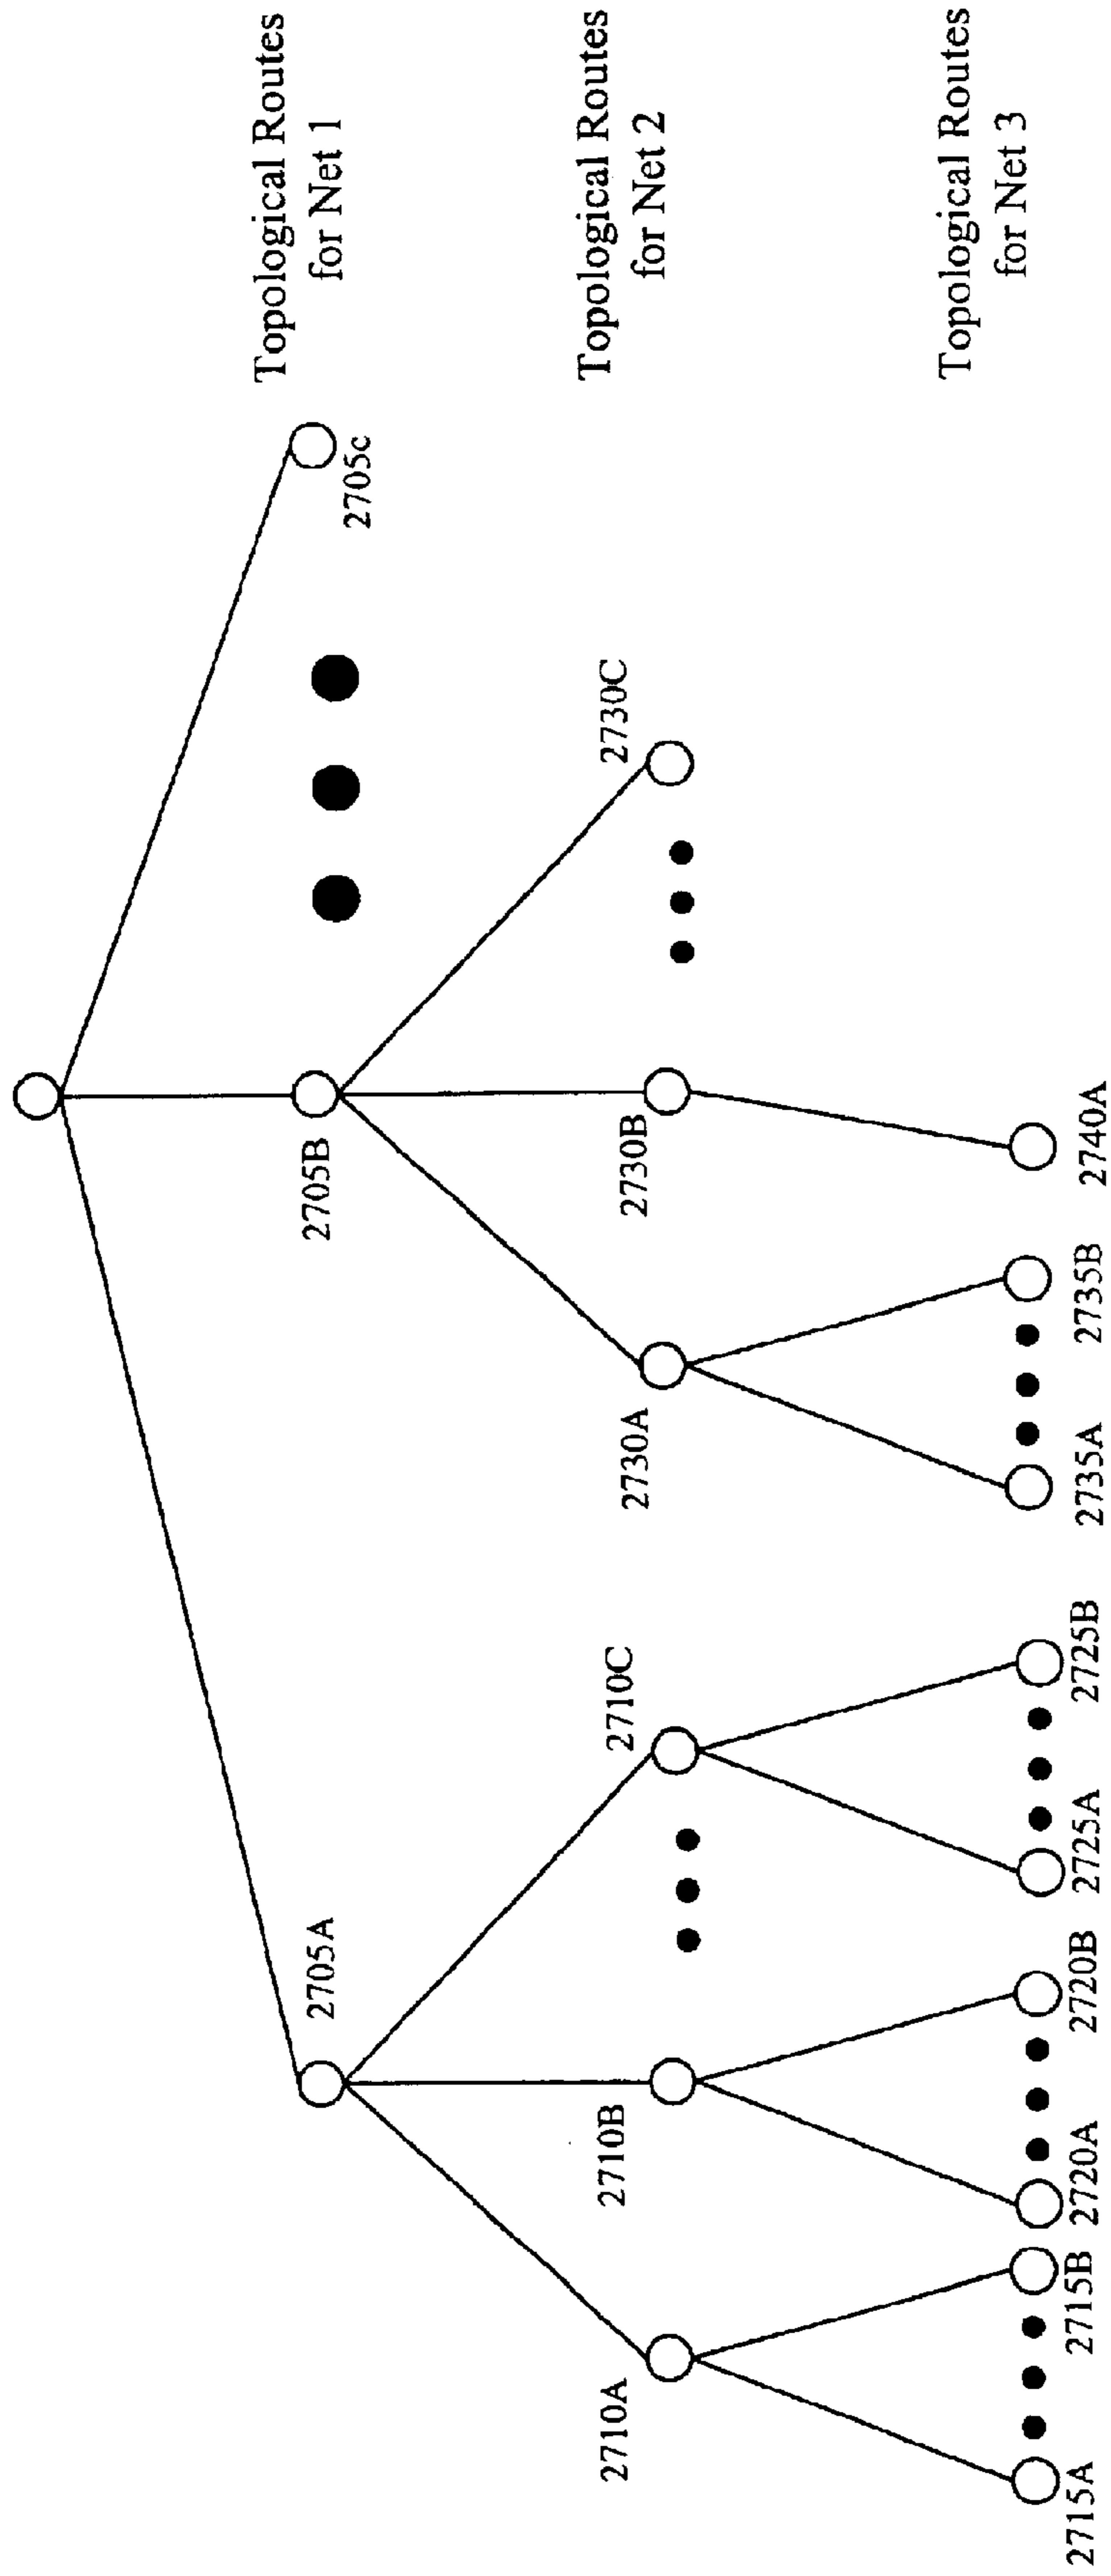 Topological Routes
for Net 1
2705A
2705B
2705c
Topological Routes
for Net 2
2710A
2710B
2710C
2730A
2730B
2730C
Topological Routes
for Net 3
2715A
2715B
2720A
2720B
2725A
2725B
2735A
2735B
2740A